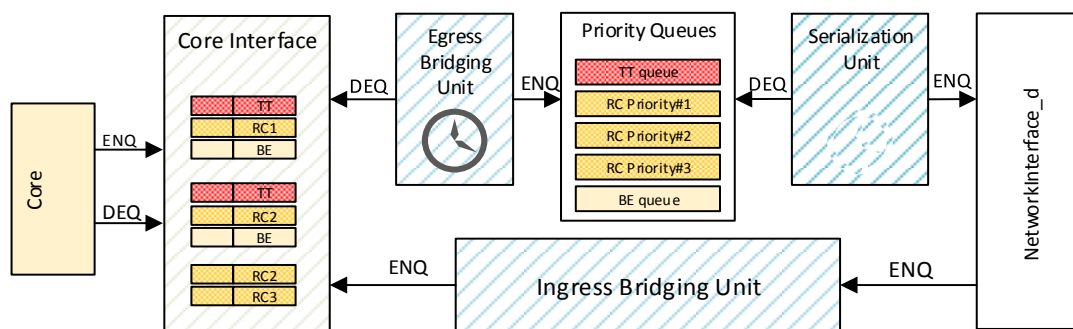 Core
ENQ
DEQ
Core Interface
TT
RC1
BE
TT
RC2
BE
RC2
RC3
DEQ
Egress
Bridging
Unit
ENQ
Priority Queues
TT queue
RC Priority#1
RC Priority#2
RC Priority#3
BE queue
DEQ
Serialization
Unit
ENQ
NetworkInterface_d
ENQ
Ingress Bridging Unit
ENQ